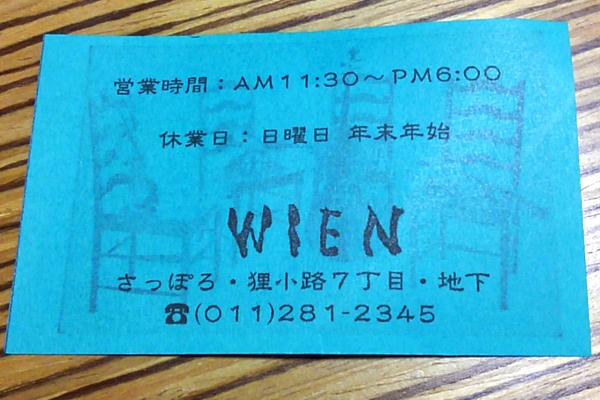 営業時間：AM11:30～PM6:00
休業日：日曜日 年末年始
WIEN
さっぽろ・狸小路7丁目・地下
☎(011)281-2345